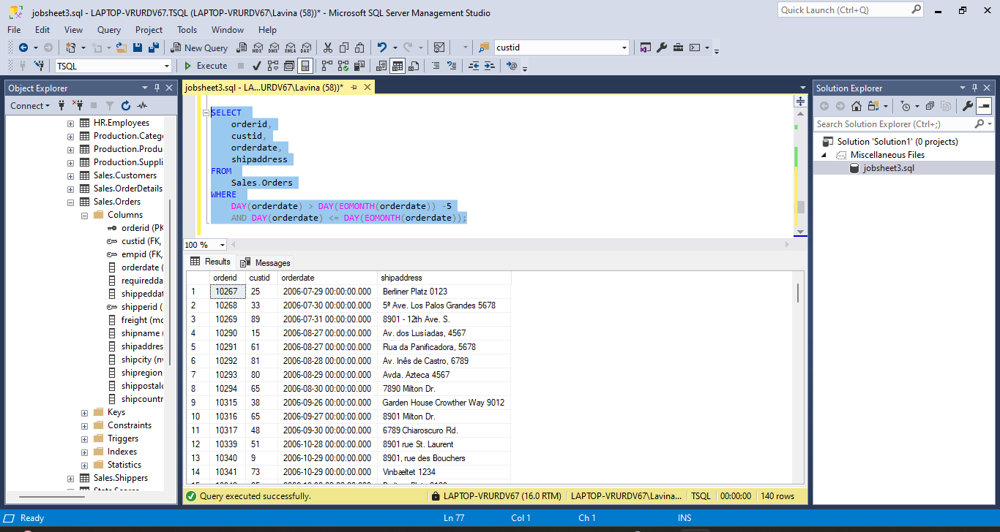 jobsheet3.sql - LAPTOP-VRURDV67.TSQL (LAPTOP-VRURDV67\Lavina (58))* - Microsoft SQL Server Management Studio
Quick Launch (Ctrl+Q)
File Edit View Query Project Tools Window Help
New Query MDX DMX XMLA DAX custid
TSQL Execute
Object Explorer
Connect
HR.Employees
Production.Catego
Production.Produ
Production.Suppli
Sales.Customers
Sales.OrderDetails
Sales.Orders
Columns
orderid (PK
custid (FK,
empid (FK,
orderdate (
requiredda
shippeddat
shipperid (
freight (mo
shipname (
shipaddres
shipcity (nv
shipregion
shippostalc
shipcountr
Keys
Constraints
Triggers
Indexes
Statistics
Sales.Shippers
Stats.Scores
jobsheet3.sql - LA...URDV67\Lavina (58))*
SELECT
orderid,
custid,
orderdate,
shipaddress
FROM
Sales.Orders
WHERE
DAY(orderdate) > DAY(EOMONTH(orderdate)) -5
AND DAY(orderdate) <= DAY(EOMONTH(orderdate));
100 %
Results Messages
orderid custid orderdate shipaddress
1 10267 25 2006-07-29 00:00:00.000 Berliner Platz 0123
2 10268 33 2006-07-30 00:00:00.000 5ª Ave. Los Palos Grandes 5678
3 10269 89 2006-07-31 00:00:00.000 8901 - 12th Ave. S.
4 10290 15 2006-08-27 00:00:00.000 Av. dos Lusíadas, 4567
5 10291 61 2006-08-27 00:00:00.000 Rua da Panificadora, 5678
6 10292 81 2006-08-28 00:00:00.000 Av. Inês de Castro, 6789
7 10293 80 2006-08-29 00:00:00.000 Avda. Azteca 4567
8 10294 65 2006-08-30 00:00:00.000 7890 Milton Dr.
9 10315 38 2006-09-26 00:00:00.000 Garden House Crowther Way 9012
10 10316 65 2006-09-27 00:00:00.000 8901 Milton Dr.
11 10317 48 2006-09-30 00:00:00.000 6789 Chiaroscuro Rd.
12 10339 51 2006-10-28 00:00:00.000 8901 rue St. Laurent
13 10340 9 2006-10-29 00:00:00.000 8901, rue des Bouchers
14 10341 73 2006-10-29 00:00:00.000 Vinbæltet 1234
Query executed successfully. LAPTOP-VRURDV67 (16.0 RTM) LAPTOP-VRURDV67\Lavina... TSQL 00:00:00 140 rows
Solution Explorer
Search Solution Explorer (Ctrl+;)
Solution 'Solution1' (0 projects)
Miscellaneous Files
jobsheet3.sql
Ready Ln 77 Col 1 Ch 1 INS